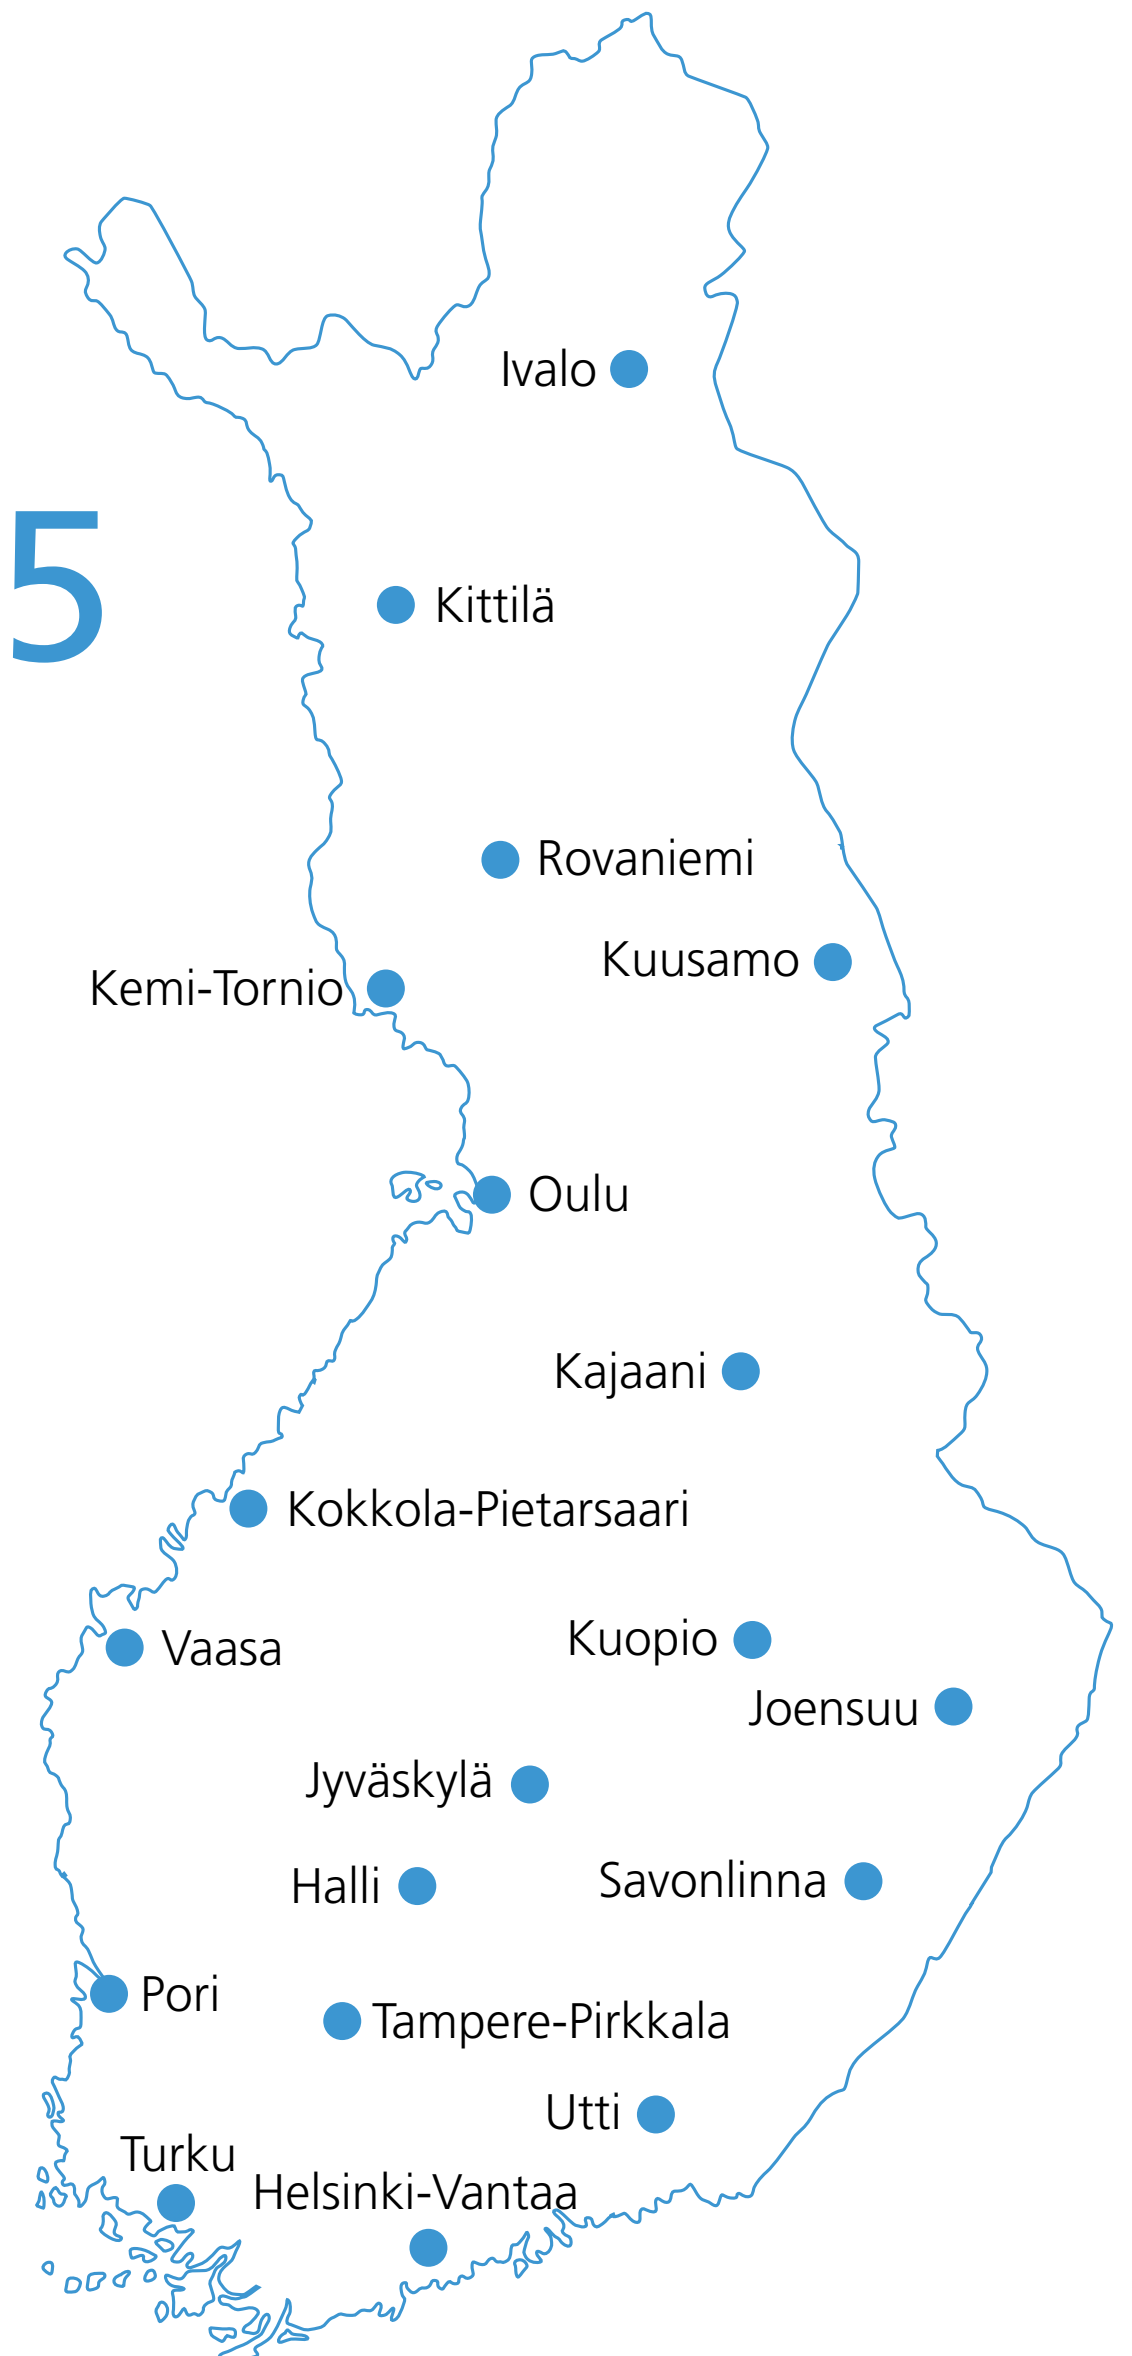 Ivalo
5
Kittilä
Rovaniemi
Kuusamo
Kemi-Tornio
Oulu
Kajaani
Kokkola-Pietarsaari
Vaasa
Kuopio
Joensuu
Jyväskylä
Halli
Savonlinna
Pori
Tampere-Pirkkala
Utti
Turku
Helsinki-Vantaa